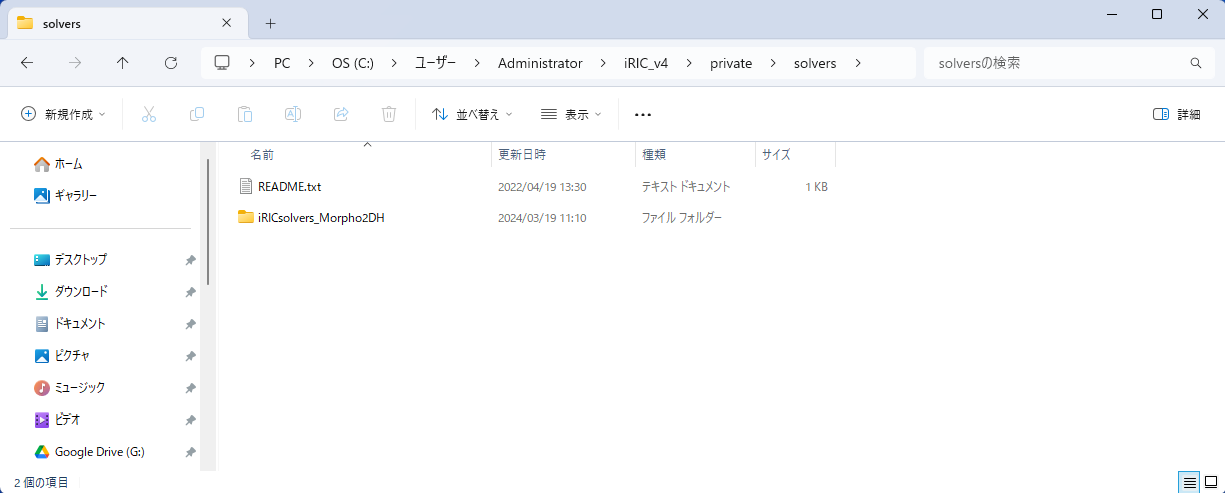 solvers
PC > OS (C:) > ユーザー > Administrator > iRIC_v4 > private > solvers >
solversの検索
新規作成
並べ替え
表示
詳細
ホーム
ギャラリー
デスクトップ
ダウンロード
ドキュメント
ピクチャ
ミュージック
ビデオ
Google Drive (G:)
名前 更新日時 種類 サイズ
README.txt 2022/04/19 13:30 テキスト ドキュメント 1 KB
iRICsolvers_Morpho2DH 2024/03/19 11:10 ファイル フォルダー
2 個の項目